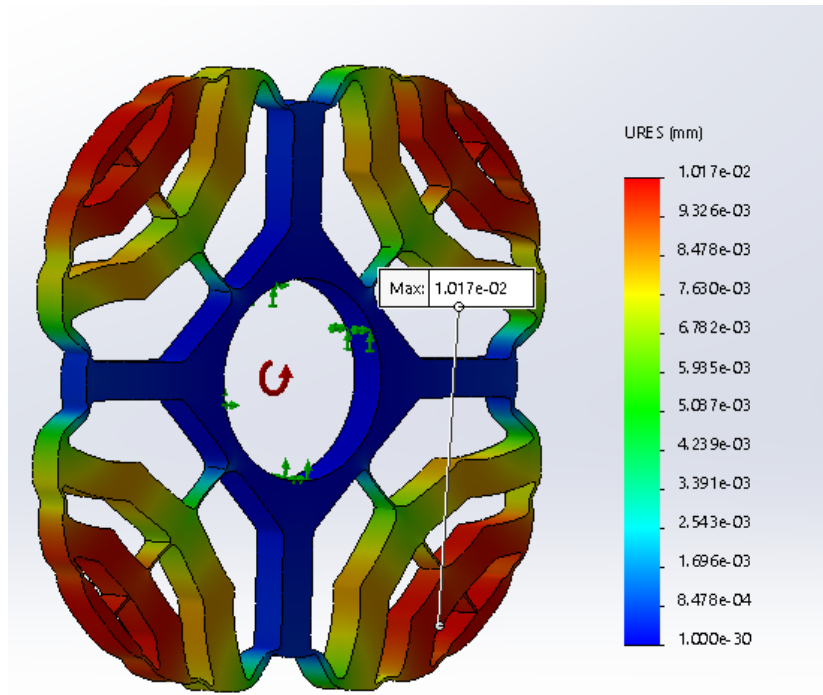 URES (mm)
1.017e-02
9.326e-03
8.478e-03
Max: 1.017e-02
7.630e-03
6.782e-03
5.935e-03
5.087e-03
4.239e-03
3.391e-03
2.543e-03
1.696e-03
8.478e-04
1.000e-30